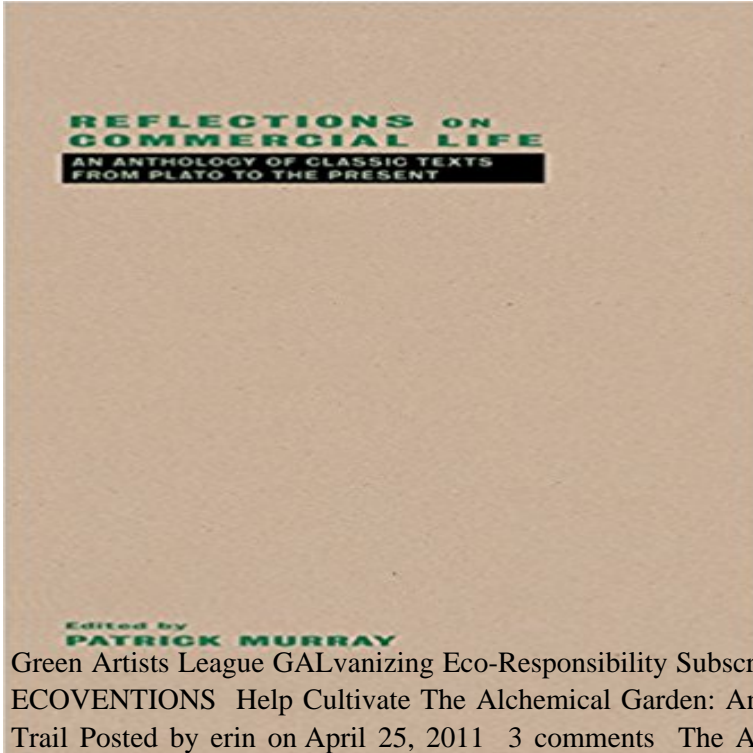 REFLECTIONS ON
COMMERCIAL LIFE
AN ANTHOLOGY OF CLASSIC TEXTS
FROM PLATO TO THE PRESENT
Edited by
PATRICK MURRAY
Green Artists League GALvanizing Eco-Responsibility
ECOVENTIONS Help Cultivate The Alchemical Garden:
Trail Posted by erin on April 25, 2011 3 comments The